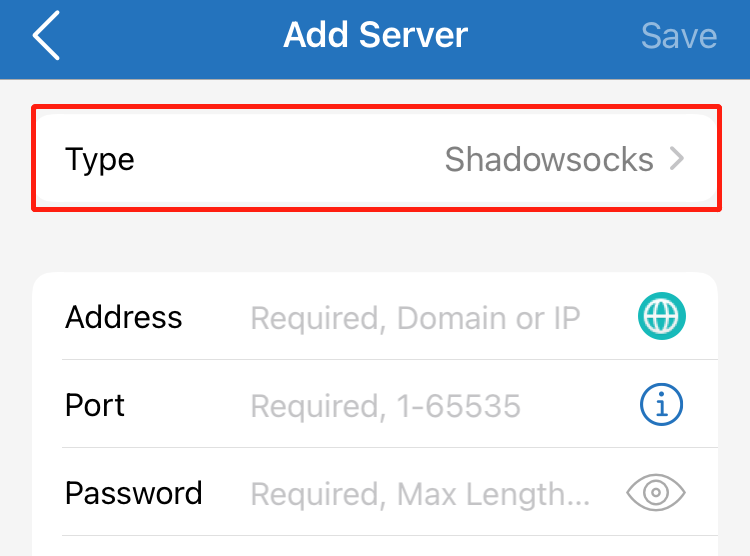 Add Server Save
Type Shadowsocks
Address Required, Domain or IP
Port Required, 1-65535
Password Required, Max Length...